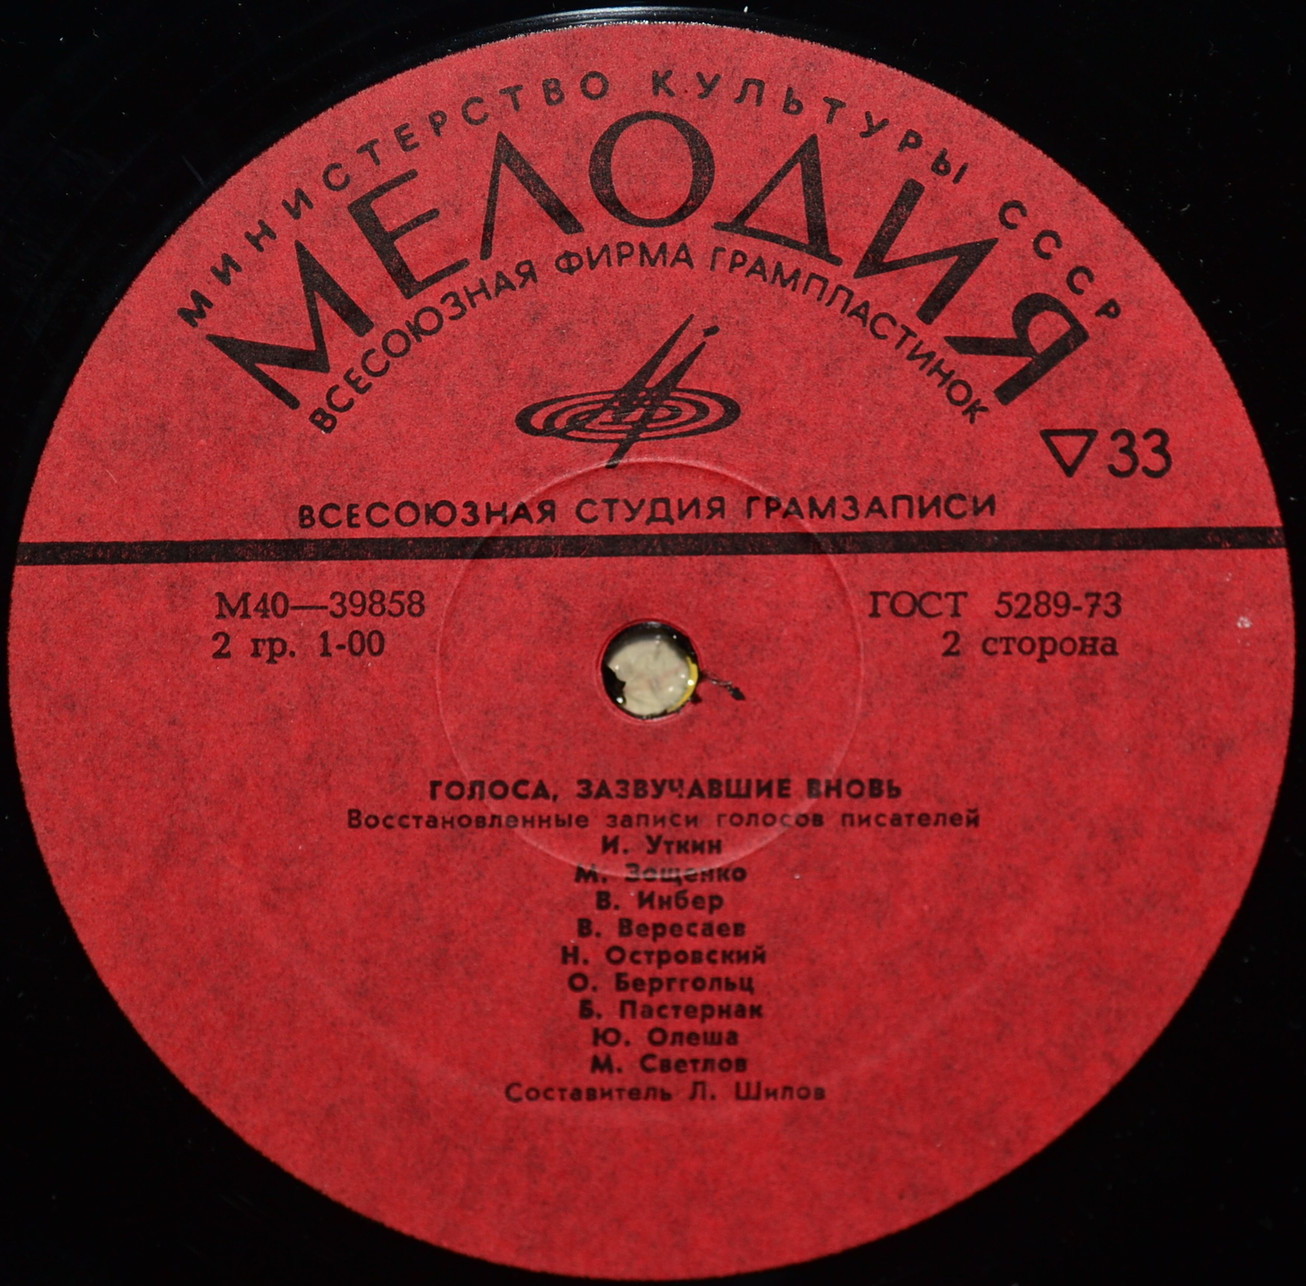 МИНИСТЕРСТВО КУЛЬТУРЫ СССР
МЕЛОДИЯ
ВСЕСОЮЗНАЯ ФИРМА ГРАМПЛАСТИНОК
▽33
ВСЕСОЮЗНАЯ СТУДИЯ ГРАМЗАПИСИ
М40—39858
ГОСТ 5289-73
2 гр. 1-00
2 сторона
ГОЛОСА, ЗАЗВУЧАВШИЕ ВНОВЬ
Восстановленные записи голосов писателей
И. Уткин
М. Зощенко
В. Инбер
В. Вересаев
Н. Островский
О. Берггольц
Б. Пастернак
Ю. Олеша
М. Светлов
Составитель Л. Шилов